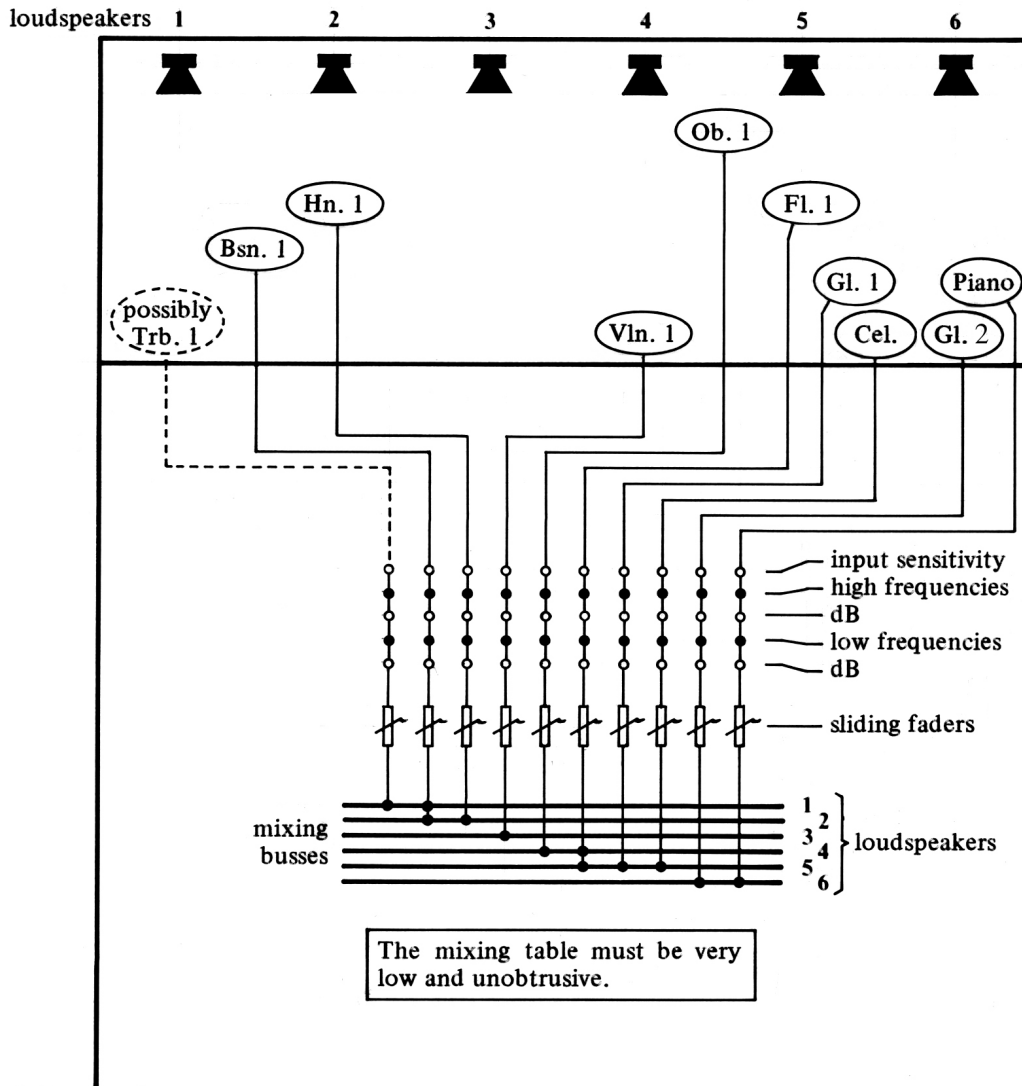 loudspeakers 1 2 3 4 5 6
Ob. 1
Hn. 1
Fl. 1
Bsn. 1
Gl. 1
Piano
possibly
Trb. 1
Vln. 1
Cel.
Gl. 2
input sensitivity
high frequencies
dB
low frequencies
dB
sliding faders
mixing
busses
1
2
3
4
5
6
loudspeakers
The mixing table must be very
low and unobtrusive.